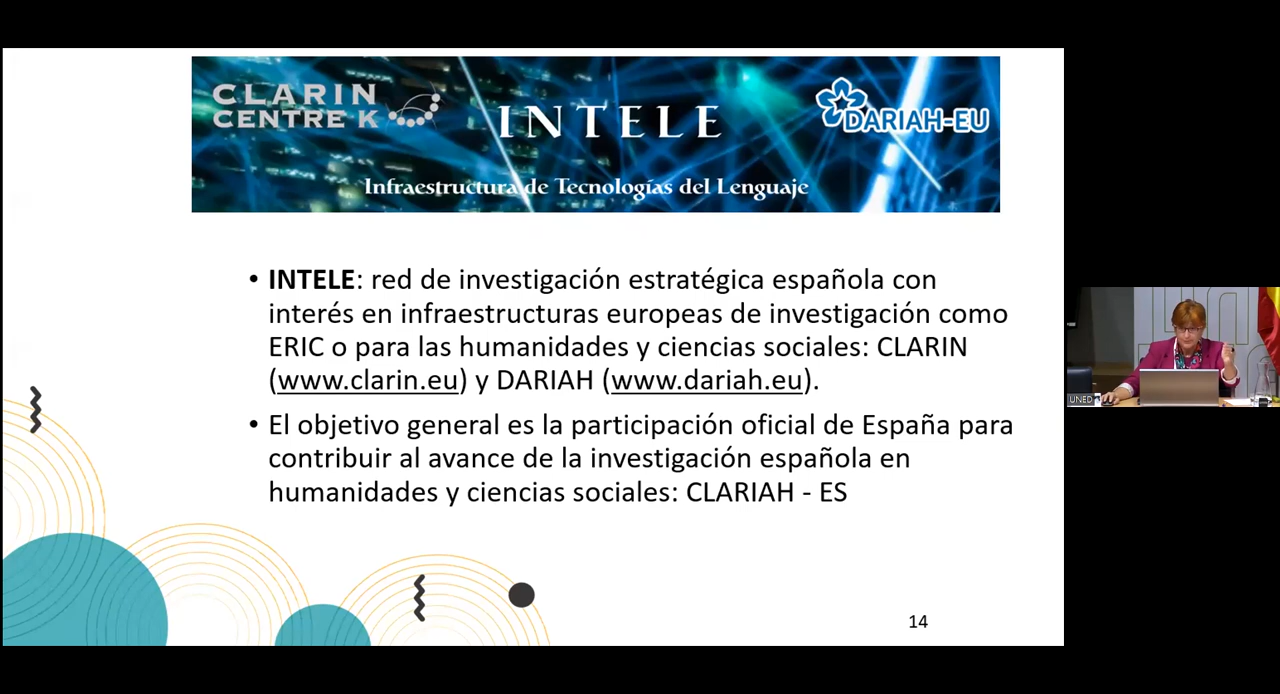 CLARIN
CENTRE K
INTELE
DARIAH-EU
Infraestructura de Tecnologías del Lenguaje
• INTELE: red de investigación estratégica española con
interés en infraestructuras europeas de investigación como
ERIC o para las humanidades y ciencias sociales: CLARIN
(www.clarin.eu) y DARIAH (www.dariah.eu).
• El objetivo general es la participación oficial de España para
contribuir al avance de la investigación española en
humanidades y ciencias sociales: CLARIAH - ES
14
UNED